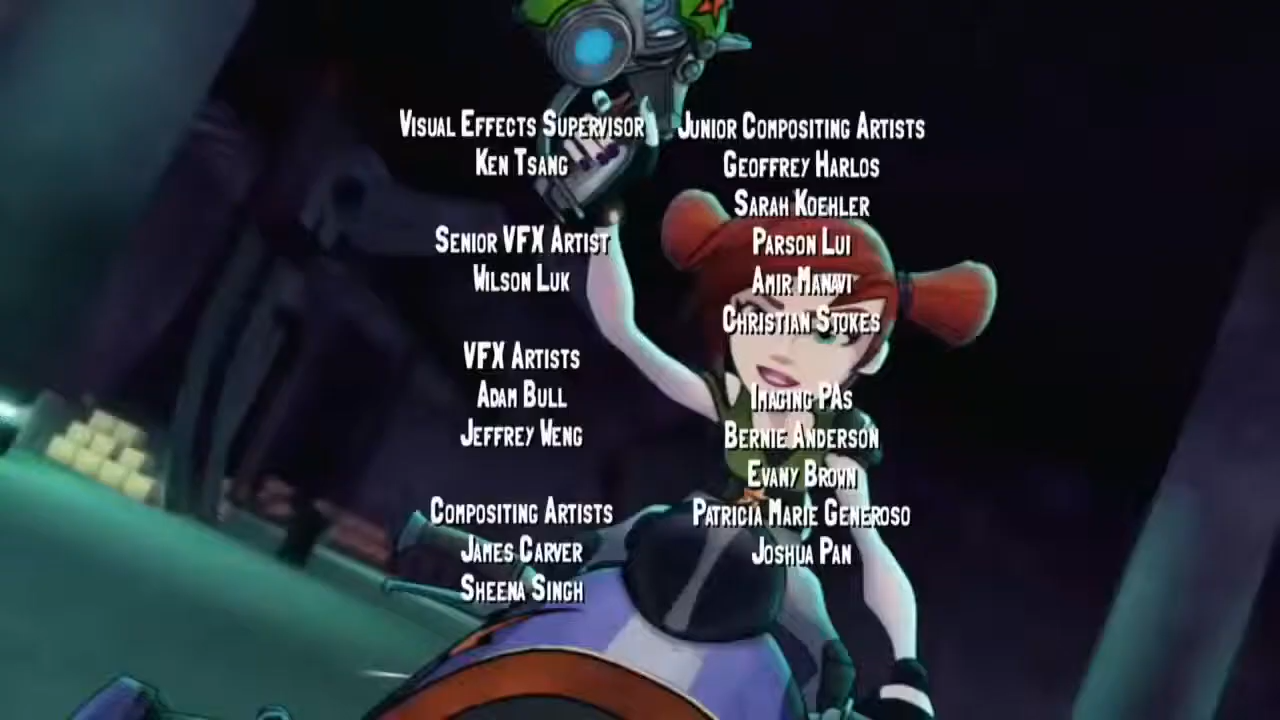 Visual Effects Supervisor
Ken Tsang
Senior VFX Artist
Wilson Luk
VFX Artists
Adam Bull
Jeffrey Weng
Compositing Artists
James Carver
Sheena Singh
Junior Compositing Artists
Geoffrey Harlos
Sarah Koehler
Parson Lui
Amir Manavi
Christian Stokes
Imaging PAs
Bernie Anderson
Evany Brown
Patricia Marie Generoso
Joshua Pan